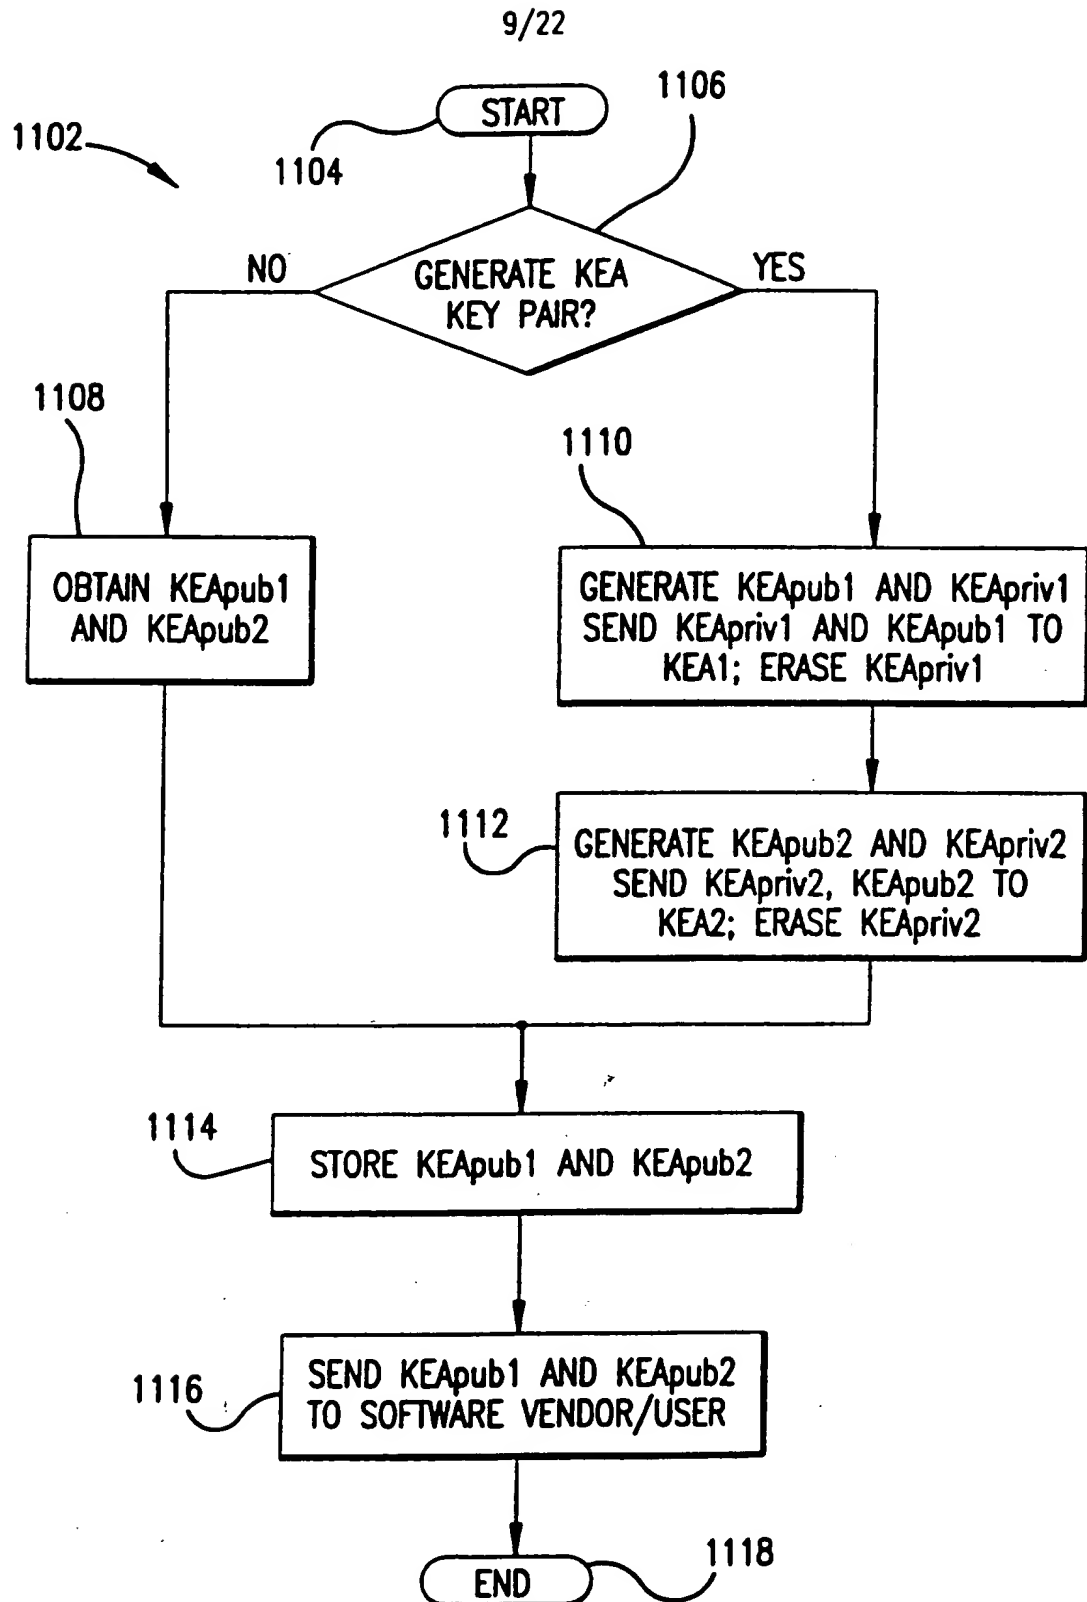 9/22
START
1106
1102
1104
GENERATE KEA
KEY PAIR?
NO
YES
1108
1110
OBTAIN KEApub1
AND KEApub2
GENERATE KEApub1 AND KEApriv1
SEND KEApriv1 AND KEApub1 TO
KEA1; ERASE KEApriv1
1112
GENERATE KEApub2 AND KEApriv2
SEND KEApriv2, KEApub2 TO
KEA2; ERASE KEApriv2
1114
STORE KEApub1 AND KEApub2
1116
SEND KEApub1 AND KEApub2
TO SOFTWARE VENDOR/USER
END
1118